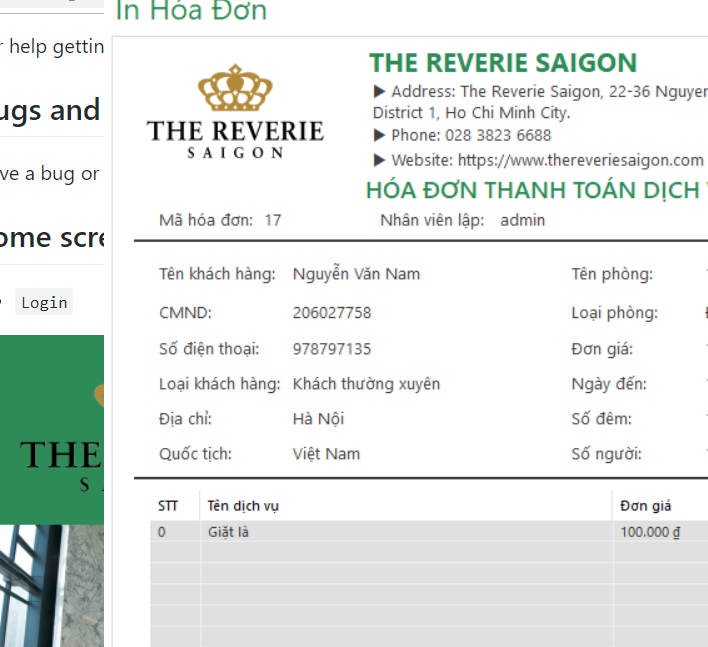 In Hóa Đơn
r help gettin
ugs and
ve a bug or
ome scre
Login
THE
S
THE REVERIE
SAIGON
THE REVERIE SAIGON
▶ Address: The Reverie Saigon, 22-36 Nguyen
District 1, Ho Chi Minh City.
▶ Phone: 028 3823 6688
▶ Website: https://www.thereveriesaigon.com
HÓA ĐƠN THANH TOÁN DỊCH
Mã hóa đơn: 17 Nhân viên lập: admin
Tên khách hàng: Nguyễn Văn Nam Tên phòng:
CMND: 206027758 Loại phòng:
Số điện thoại: 978797135 Đơn giá:
Loại khách hàng: Khách thường xuyên Ngày đến:
Địa chỉ: Hà Nội Số đêm:
Quốc tịch: Việt Nam Số người:
STT Tên dịch vụ Đơn giá
0 Giặt là 100.000 ₫